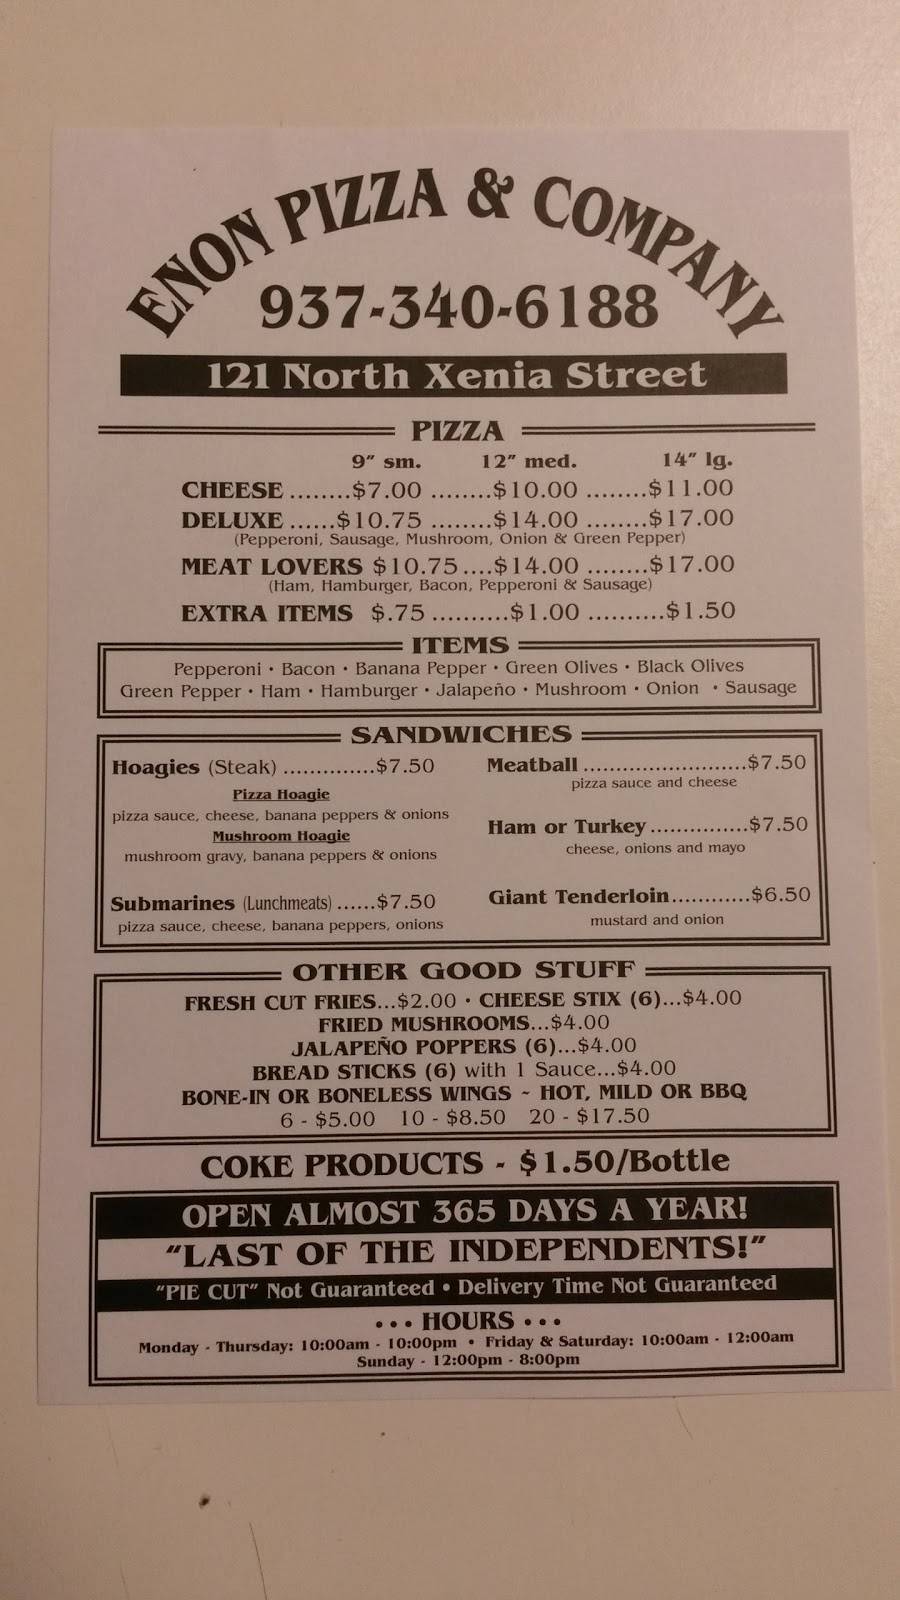 ENON PIZZA & COMPANY
937-340-6188
121 North Xenia Street
PIZZA
9" sm. 12" med. 14" lg.
CHEESE ........$7.00 ........$10.00 ........$11.00
DELUXE ......$10.75 ........$14.00 ........$17.00
(Pepperoni, Sausage, Mushroom, Onion & Green Pepper)
MEAT LOVERS $10.75....$14.00 ........$17.00
(Ham, Hamburger, Bacon, Pepperoni & Sausage)
EXTRA ITEMS $.75 ..........$1.00 ..........$1.50
ITEMS
Pepperoni • Bacon • Banana Pepper • Green Olives • Black Olives
Green Pepper • Ham • Hamburger • Jalapeño • Mushroom • Onion • Sausage
SANDWICHES
Hoagies (Steak) ..............$7.50
Pizza Hoagie
pizza sauce, cheese, banana peppers & onions
Mushroom Hoagie
mushroom gravy, banana peppers & onions
Submarines (Lunchmeats) ......$7.50
pizza sauce, cheese, banana peppers, onions
Meatball .........................$7.50
pizza sauce and cheese
Ham or Turkey ...............$7.50
cheese, onions and mayo
Giant Tenderloin............$6.50
mustard and onion
OTHER GOOD STUFF
FRESH CUT FRIES...$2.00 • CHEESE STIX (6)...$4.00
FRIED MUSHROOMS...$4.00
JALAPEÑO POPPERS (6)...$4.00
BREAD STICKS (6) with 1 Sauce...$4.00
BONE-IN OR BONELESS WINGS ~ HOT, MILD OR BBQ
6 - $5.00 10 - $8.50 20 - $17.50
COKE PRODUCTS - $1.50/Bottle
OPEN ALMOST 365 DAYS A YEAR!
"LAST OF THE INDEPENDENTS!"
"PIE CUT" Not Guaranteed • Delivery Time Not Guaranteed
• • • HOURS • • •
Monday - Thursday: 10:00am - 10:00pm • Friday & Saturday: 10:00am - 12:00am
Sunday - 12:00pm - 8:00pm